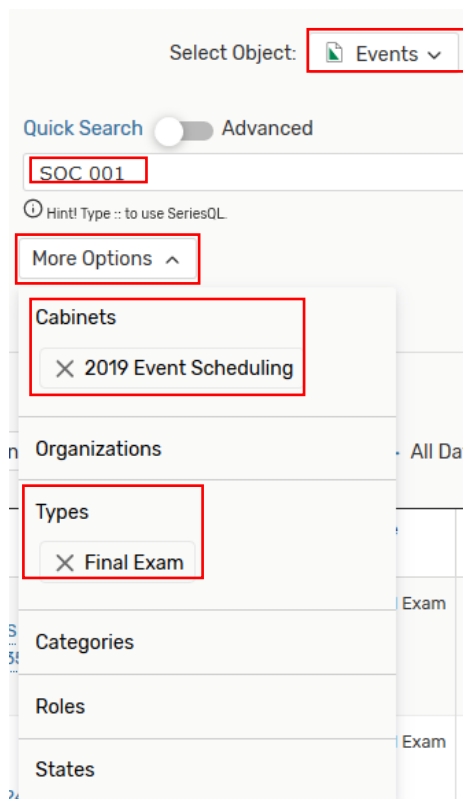 Select Object: Events
Quick Search Advanced
SOC 001
Hint! Type :: to use SeriesQL.
More Options
Cabinets
2019 Event Scheduling
Organizations
All Da
Types
Final Exam
Exam
Categories
Roles
Exam
States